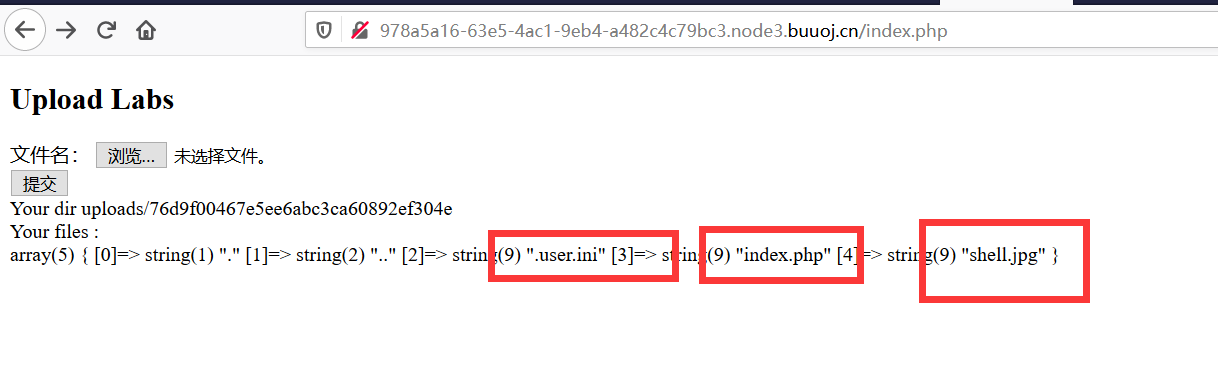 978a5a16-63e5-4ac1-9eb4-a482c4c79bc3.node3.buuoj.cn/index.php
Upload Labs
文件名： 浏览... 未选择文件。
提交
Your dir uploads/76d9f00467e5ee6abc3ca60892ef304e
Your files :
array(5) { [0]=> string(1) "." [1]=> string(2) ".." [2]=> string(9) ".user.ini" [3]=> string(9) "index.php" [4]=> string(9) "shell.jpg" }